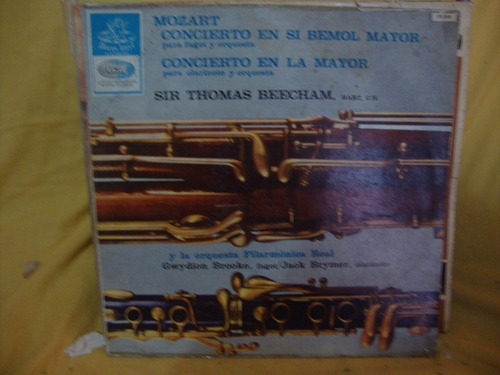 MOZART
CONCIERTO EN SI BEMOL MAYOR
para fagot y orquesta
CONCIERTO EN LA MAYOR
para clarinete y orquesta
SIR THOMAS BEECHAM, BART., C.H.
y la orquesta Filarmónica Real
Gwydion Brooke, fagot/Jack Brymer, clarinete